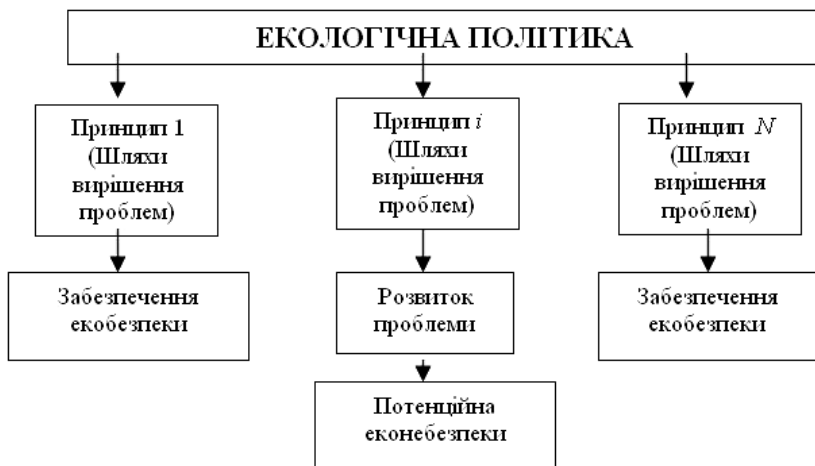 ЕКОЛОГІЧНА ПОЛІТИКА
Принцип 1
(Шляхи
вирішення
проблем)
Принцип i
(Шляхи
вирішення
проблем)
Принцип N
(Шляхи
вирішення
проблем)
Забезпечення
екобезпеки
Розвиток
проблеми
Забезпечення
екобезпеки
Потенційна
еконебезпеки